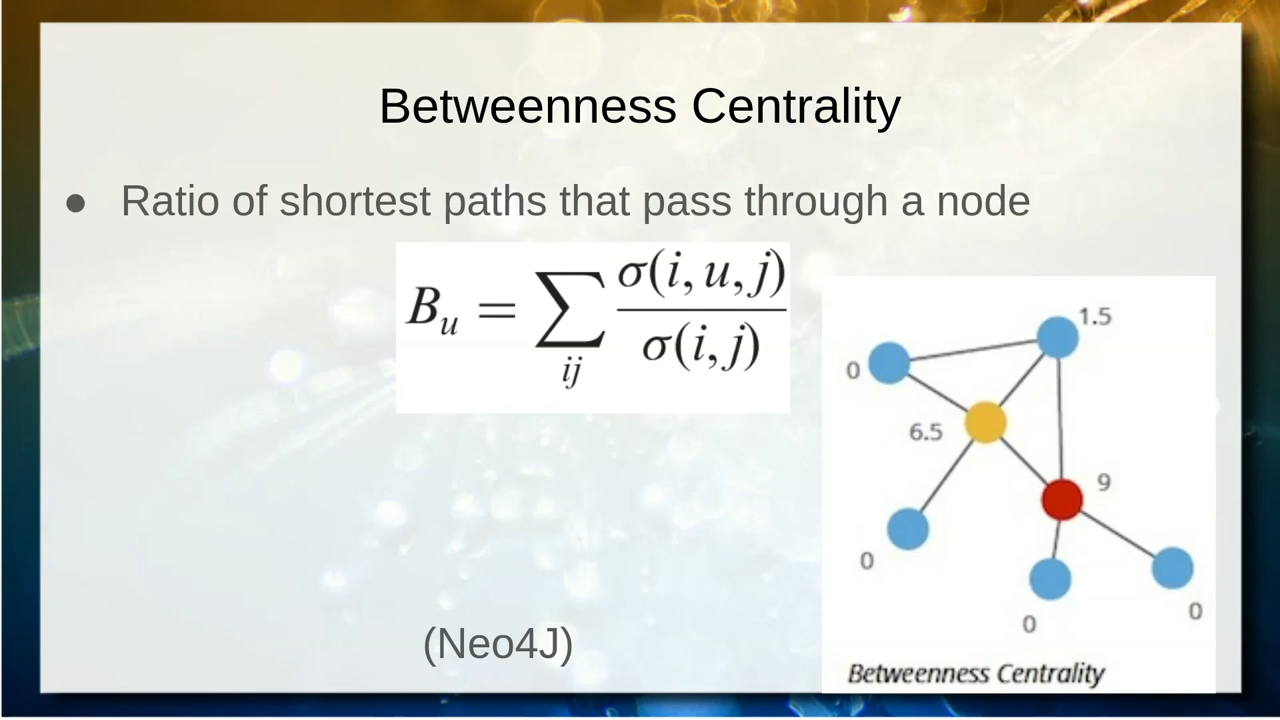 Betweenness Centrality
● Ratio of shortest paths that pass through a node
B_u = ∑_{ij} σ(i, u, j) / σ(i, j)
1.5
0
6.5
9
0
0
0
(Neo4J)
Betweenness Centrality